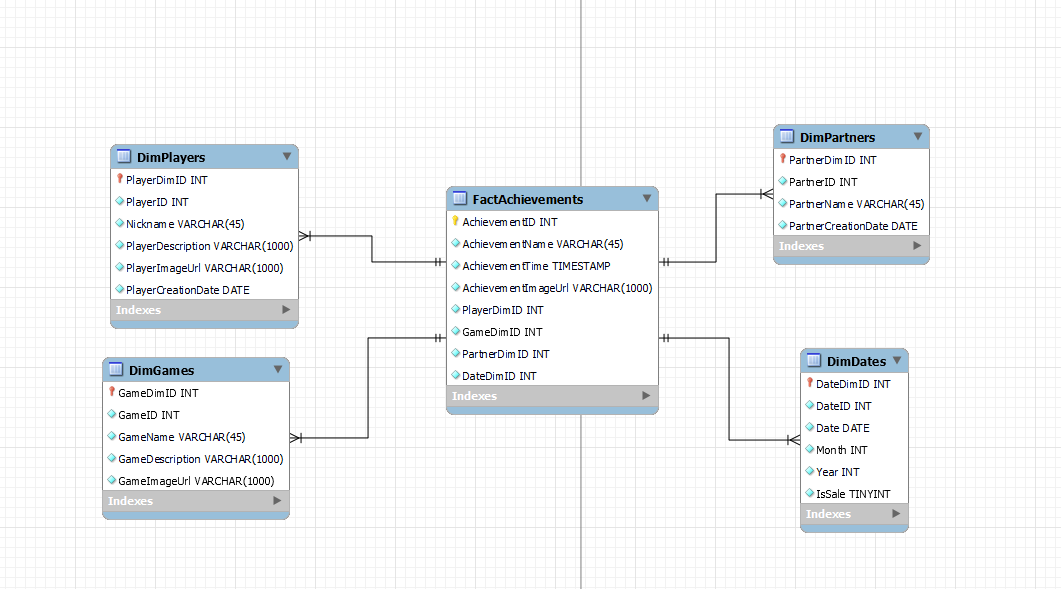 DimPlayers
PlayerDimID INT
PlayerID INT
Nickname VARCHAR(45)
PlayerDescription VARCHAR(1000)
PlayerImageUrl VARCHAR(1000)
PlayerCreationDate DATE
Indexes
DimGames
GameDimID INT
GameID INT
GameName VARCHAR(45)
GameDescription VARCHAR(1000)
GameImageUrl VARCHAR(1000)
Indexes
FactAchievements
AchievementID INT
AchievementName VARCHAR(45)
AchievementTime TIMESTAMP
AchievementImageUrl VARCHAR(1000)
PlayerDimID INT
GameDimID INT
PartnerDimID INT
DateDimID INT
Indexes
DimPartners
PartnerDimID INT
PartnerID INT
PartnerName VARCHAR(45)
PartnerCreationDate DATE
Indexes
DimDates
DateDimID INT
DateID INT
Date DATE
Month INT
Year INT
IsSale TINYINT
Indexes